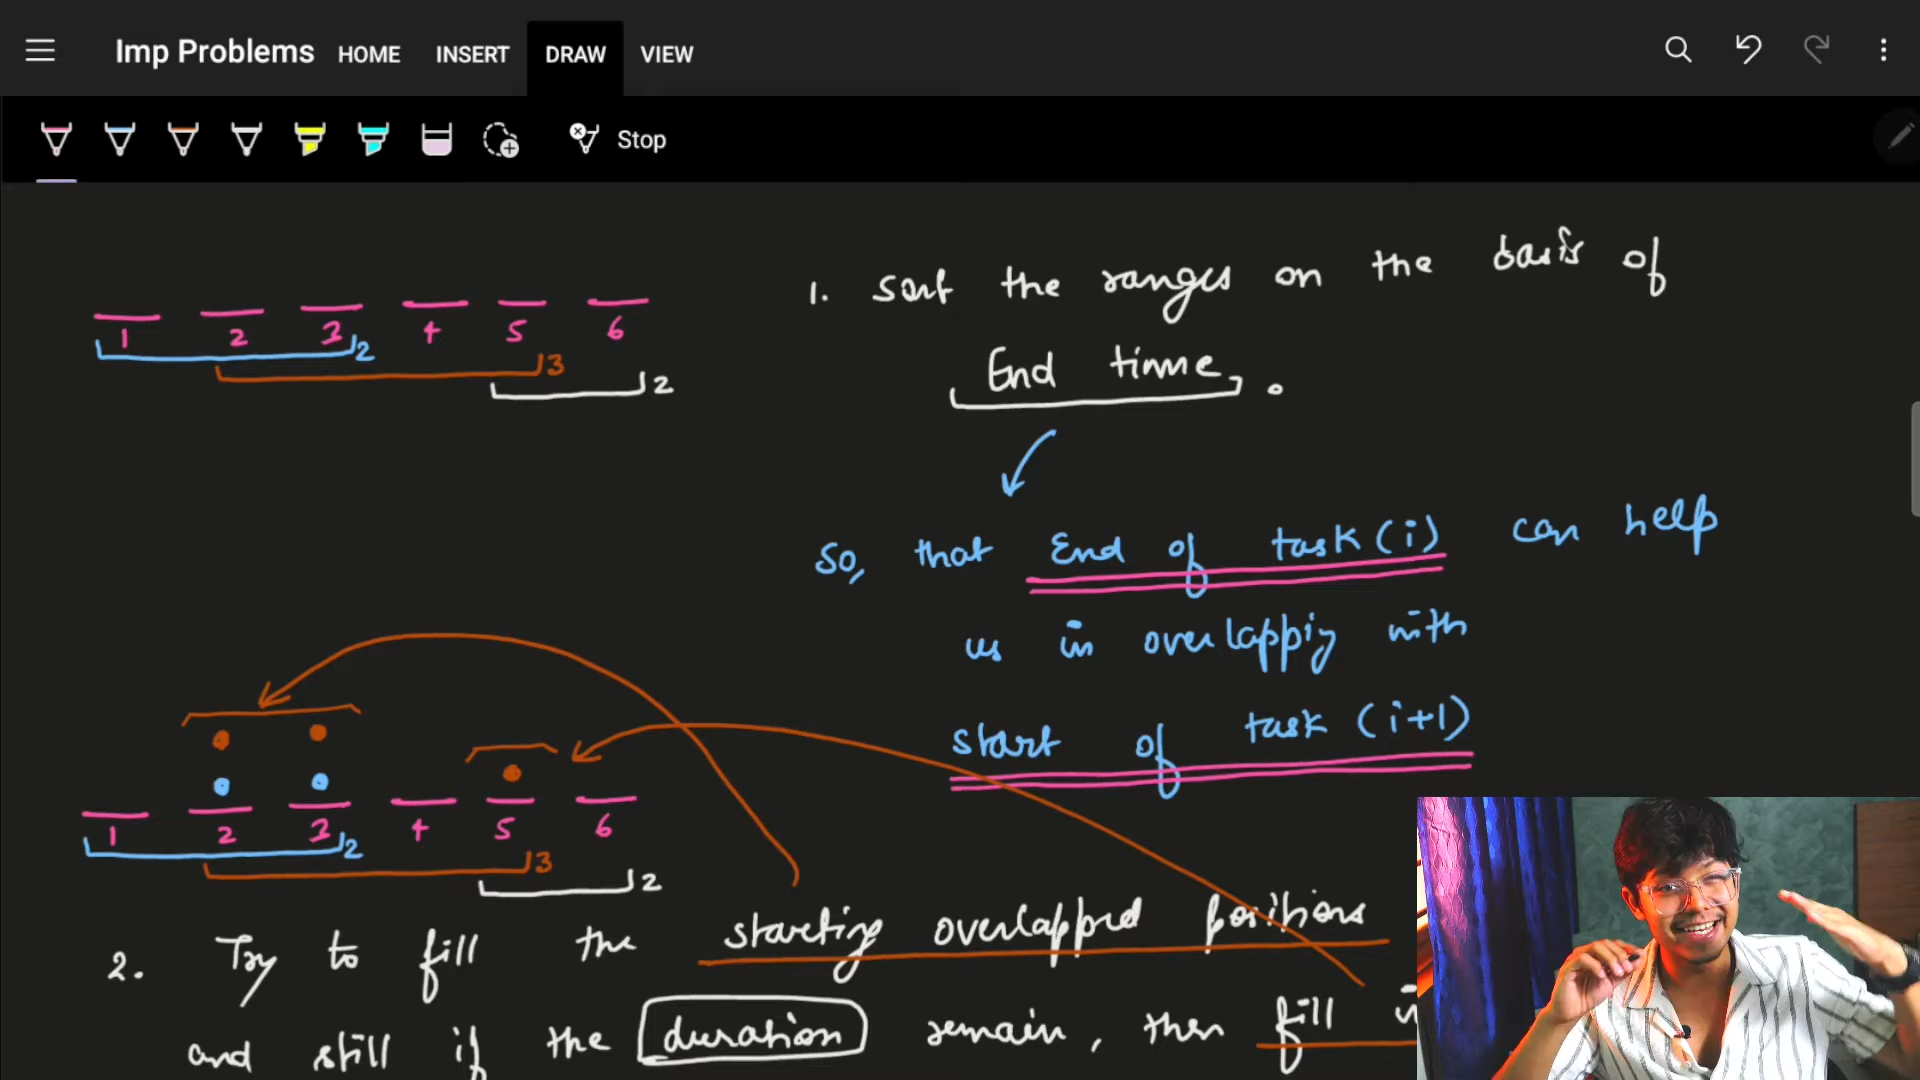 Imp Problems HOME INSERT DRAW VIEW
Stop
1. Sort the ranges on the basis of
End time.
1 2 3 4 5 6
2
3
2
So, that End of task (i) can help
us in overlappig with
start of task (i+1)
1 2 3 4 5 6
2
3
2
2. Try to fill the starting overlapped positions
and still if the duration remain, then fill